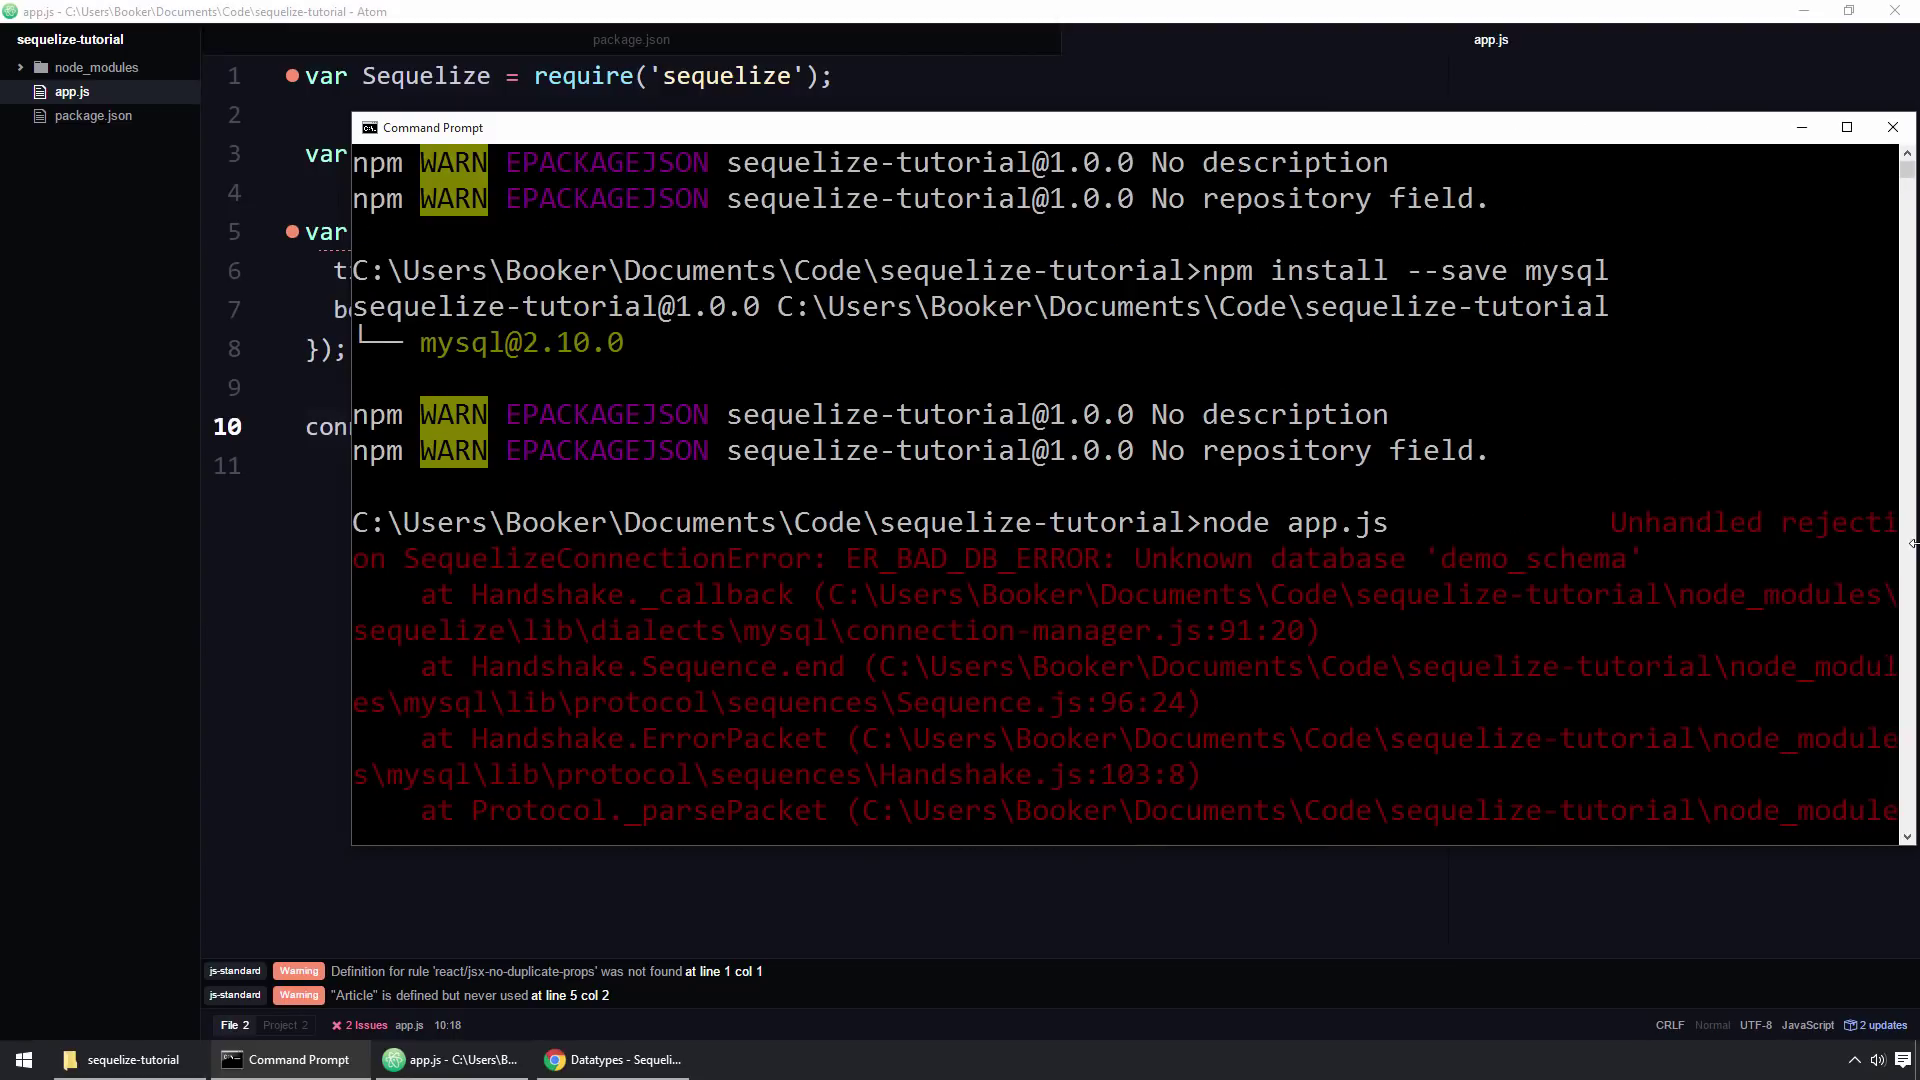 app.js - C:\Users\Booker\Documents\Code\sequelize-tutorial - Atom
sequelize-tutorial
package.json
app.js
node_modules
app.js
package.json
1 var Sequelize = require('sequelize');
2
3 var
4
5 var
6 t
7 b
8 });
9
10 con
11
Command Prompt
npm WARN EPACKAGEJSON sequelize-tutorial@1.0.0 No description
npm WARN EPACKAGEJSON sequelize-tutorial@1.0.0 No repository field.
C:\Users\Booker\Documents\Code\sequelize-tutorial>npm install --save mysql
sequelize-tutorial@1.0.0 C:\Users\Booker\Documents\Code\sequelize-tutorial
└── mysql@2.10.0
npm WARN EPACKAGEJSON sequelize-tutorial@1.0.0 No description
npm WARN EPACKAGEJSON sequelize-tutorial@1.0.0 No repository field.
C:\Users\Booker\Documents\Code\sequelize-tutorial>node app.js Unhandled rejecti
on SequelizeConnectionError: ER_BAD_DB_ERROR: Unknown database 'demo_schema'
at Handshake._callback (C:\Users\Booker\Documents\Code\sequelize-tutorial\node_modules\
sequelize\lib\dialects\mysql\connection-manager.js:91:20)
at Handshake.Sequence.end (C:\Users\Booker\Documents\Code\sequelize-tutorial\node_modul
es\mysql\lib\protocol\sequences\Sequence.js:96:24)
at Handshake.ErrorPacket (C:\Users\Booker\Documents\Code\sequelize-tutorial\node_module
s\mysql\lib\protocol\sequences\Handshake.js:103:8)
at Protocol._parsePacket (C:\Users\Booker\Documents\Code\sequelize-tutorial\node_module
js-standard Warning Definition for rule 'react/jsx-no-duplicate-props' was not found at line 1 col 1
js-standard Warning "Article" is defined but never used at line 5 col 2
File 2 Project 2 2 Issues app.js 10:18 CRLF Normal UTF-8 JavaScript 2 updates
sequelize-tutorial Command Prompt app.js - C:\Users\B... Datatypes - Sequeli...